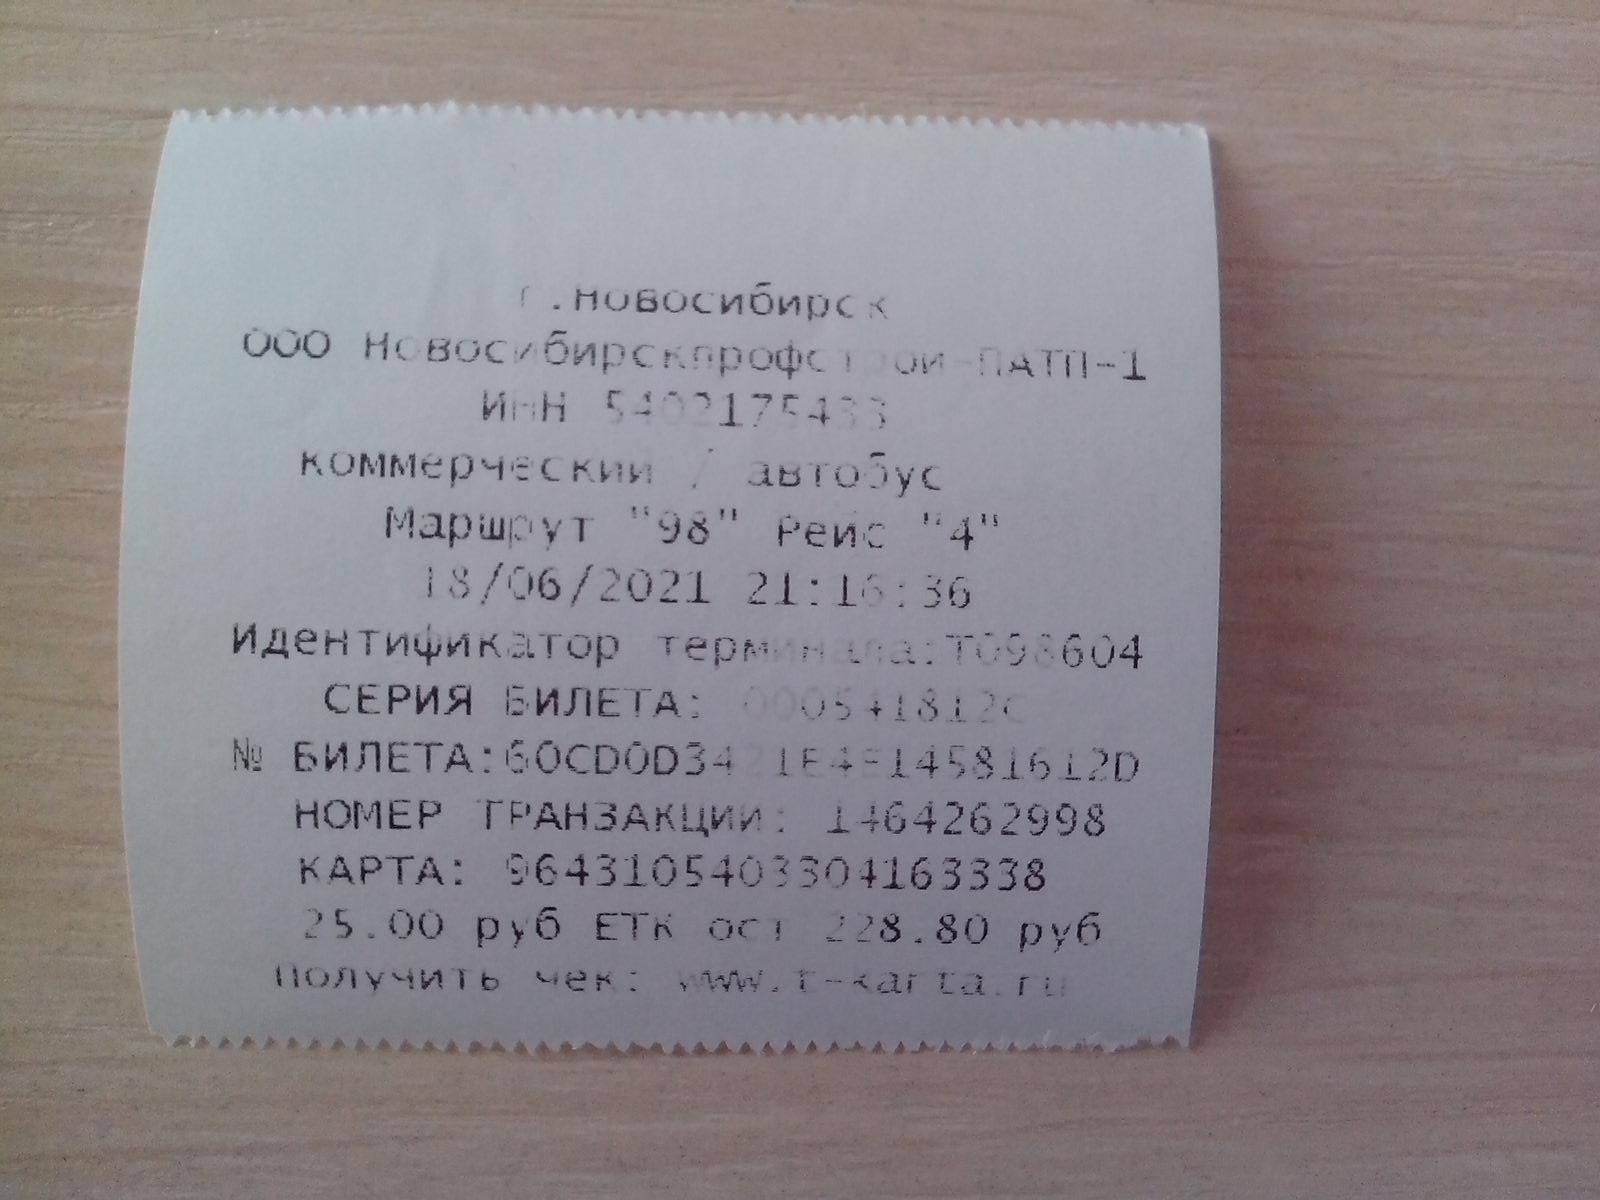 г.Новосибирск
ООО Новосибирскпрофстрой-ПАТП-1
ИНН 5402175433
коммерческий / автобус
Маршрут "98" Рейс "4"
18/06/2021 21:16:36
Идентификатор терминала:T098604
СЕРИЯ БИЛЕТА:
№ БИЛЕТА:
НОМЕР ТРАНЗАКЦИИ: 1464262998
КАРТА: 9643105403304163338
25.00 руб ЕТК ост 228.80 руб
Получить чек: www.t-karta.ru